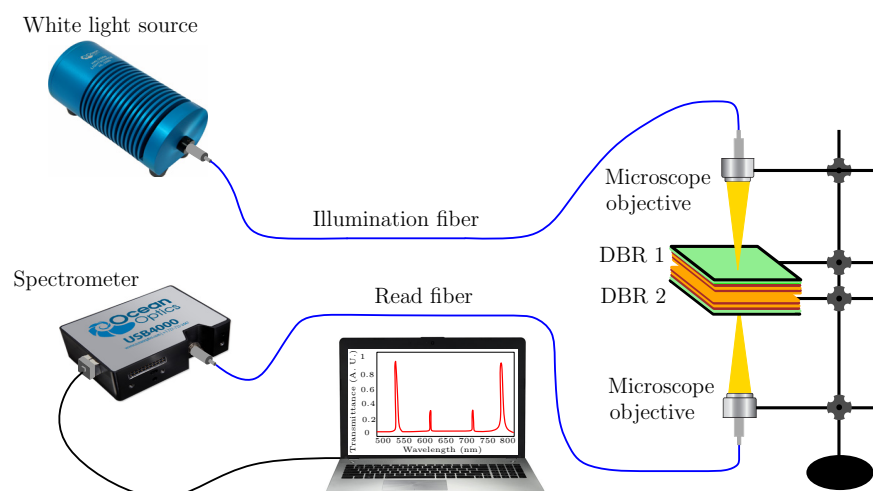 White light source
Illumination fiber
Microscope
objective
DBR 1
DBR 2
Spectrometer
Read fiber
Ocean
Optics
USB4000
Microscope
objective
Transmittance (A. U.)
1
0.8
0.6
0.4
0.2
0
500 550 600 650 700 750 800
Wavelength (nm)